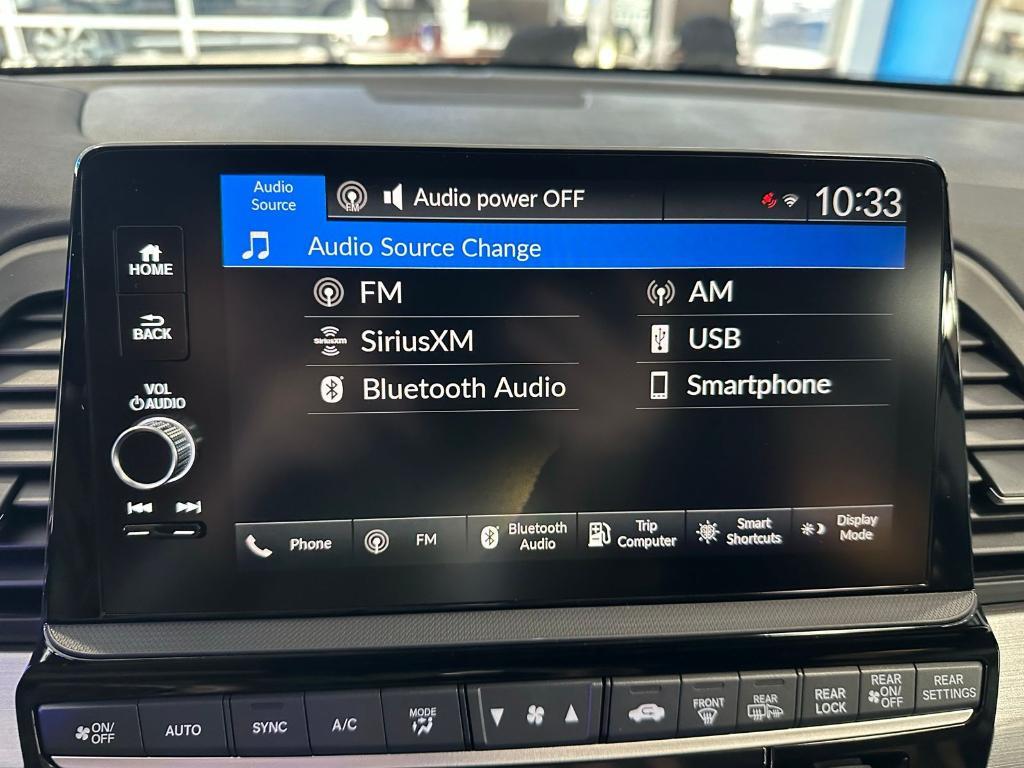 Audio
Source
FM
Audio power OFF
10:33
Audio Source Change
HOME
BACK
VOL
AUDIO
FM
AM
SiriusXM
SiriusXM
USB
Bluetooth Audio
Smartphone
Phone
FM
Bluetooth
Audio
Trip
Computer
Smart
Shortcuts
Display
Mode
ON/
OFF
AUTO
SYNC
A/C
MODE
FRONT
REAR
REAR
LOCK
REAR
ON/
OFF
REAR
SETTINGS